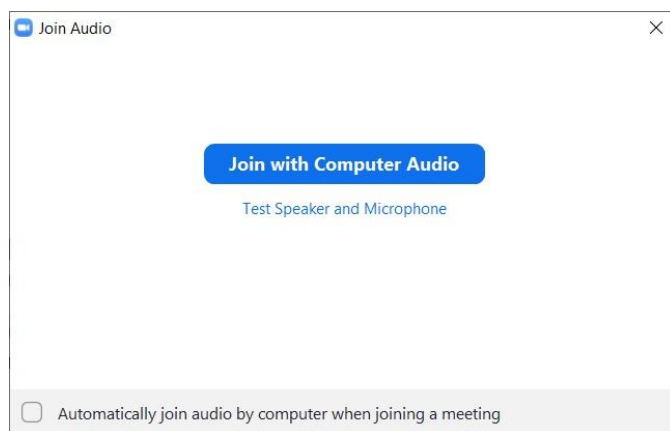 Join Audio
Join with Computer Audio
Test Speaker and Microphone
Automatically join audio by computer when joining a meeting